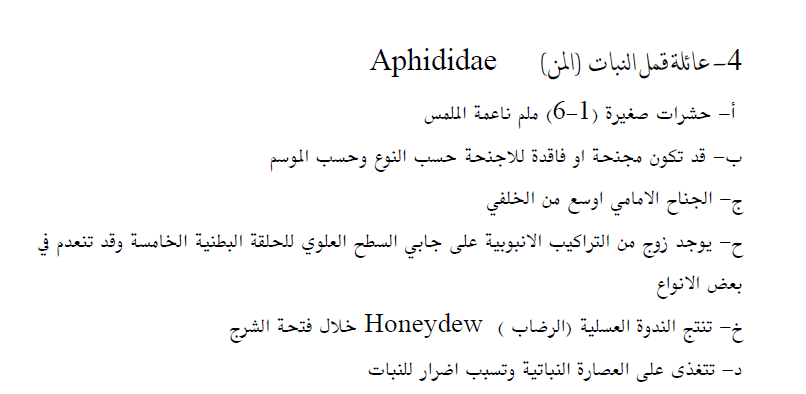 4- عائلة قمل النبات (المن) Aphididae
أ- حشرات صغيرة (1-6) ملم ناعمة الملمس
ب- قد تكون مجنحة او فاقدة للاجنحة حسب النوع وحسب الموسم
ج- الجناح الامامي اوسع من الخلفي
ح- يوجد زوج من التراكيب الانبوبية على جابي السطح العلوي للحلقة البطنية الخامسة وقد تنعدم في
بعض الانواع
خ- تنتج الندوة العسلية (الرضاب ) Honeydew خلال فتحة الشرج
د- تتغذى على العصارة النباتية وتسبب اضرار للنبات